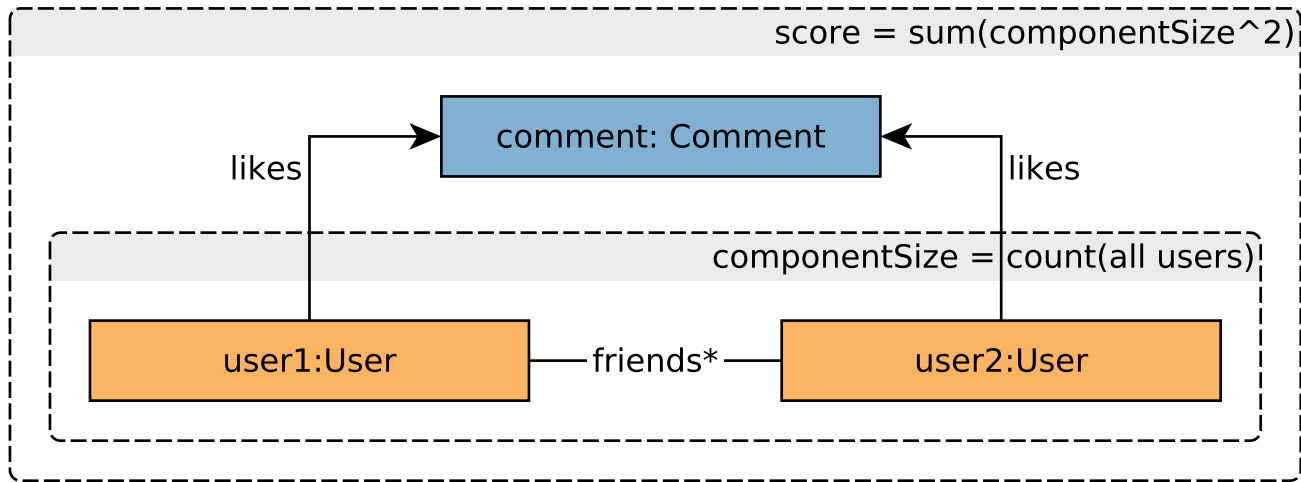 score = sum(componentSize^2)
comment: Comment
likes
likes
componentSize = count(all users)
user1:User
friends*
user2:User